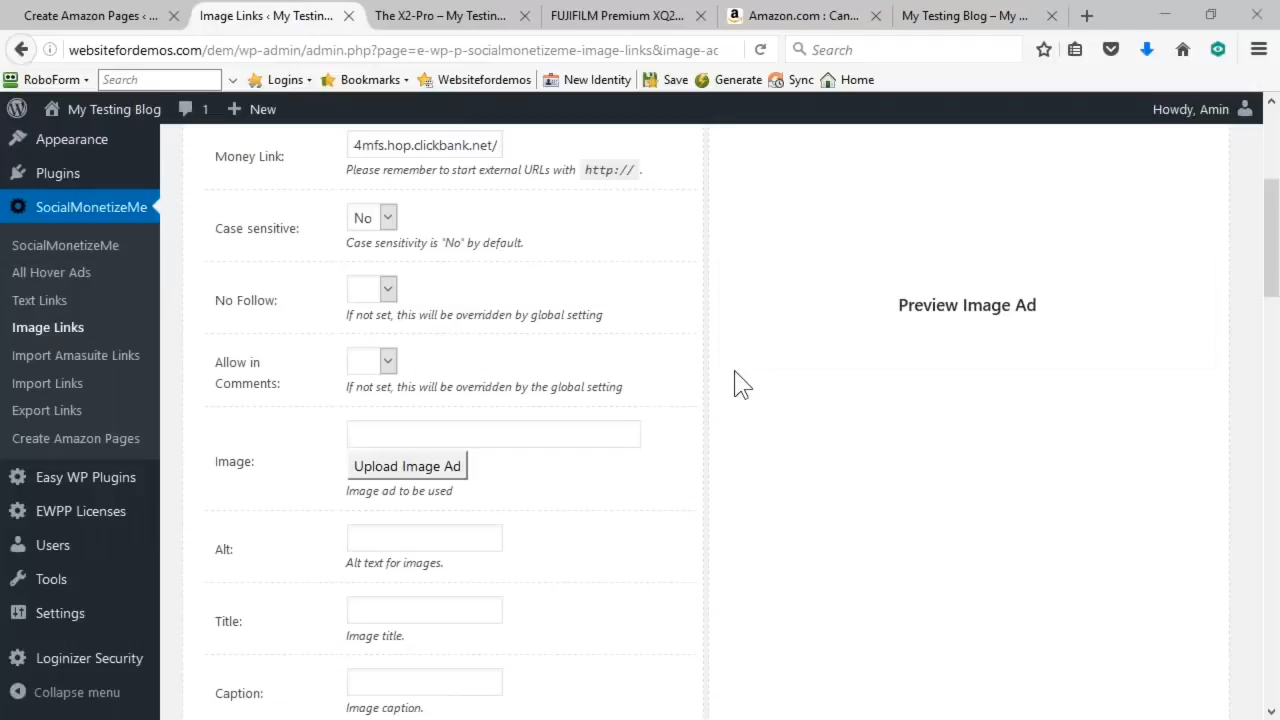 Create Amazon Pages ‹ ...
Image Links ‹ My Testin...
The X2-Pro – My Testin...
FUJIFILM Premium XQ2...
Amazon.com : Can...
My Testing Blog – My ...
websitefordemos.com/dem/wp-admin/admin.php?page=e-wp-p-socialmonetizeme-image-links&image-ac
Search
RoboForm
Search
Logins
Bookmarks
Websitefordemos
New Identity
Save
Generate
Sync
Home
My Testing Blog
1
New
Howdy, Amin
Appearance
Plugins
SocialMonetizeMe
SocialMonetizeMe
All Hover Ads
Text Links
Image Links
Import Amasuite Links
Import Links
Export Links
Create Amazon Pages
Easy WP Plugins
EWPP Licenses
Users
Tools
Settings
Loginizer Security
Collapse menu
Money Link:
4mfs.hop.clickbank.net/
Please remember to start external URLs with http:// .
Case sensitive:
No
Case sensitivity is "No" by default.
No Follow:
If not set, this will be overridden by global setting
Allow in
Comments:
If not set, this will be overridden by the global setting
Image:
Upload Image Ad
Image ad to be used
Alt:
Alt text for images.
Title:
Image title.
Caption:
Image caption.
Preview Image Ad